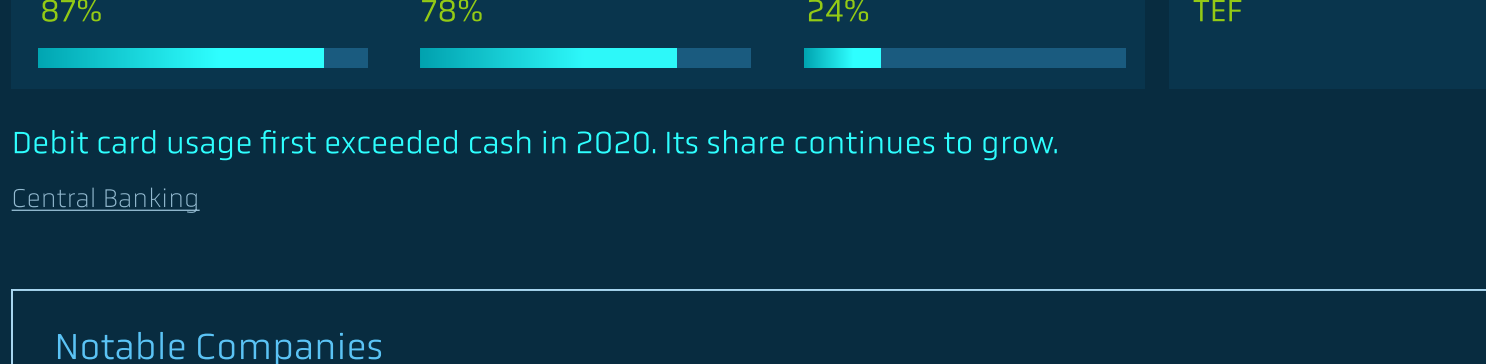 87% 78% 24% TEF
Debit card usage first exceeded cash in 2020. Its share continues to grow.
Central Banking
Notable Companies